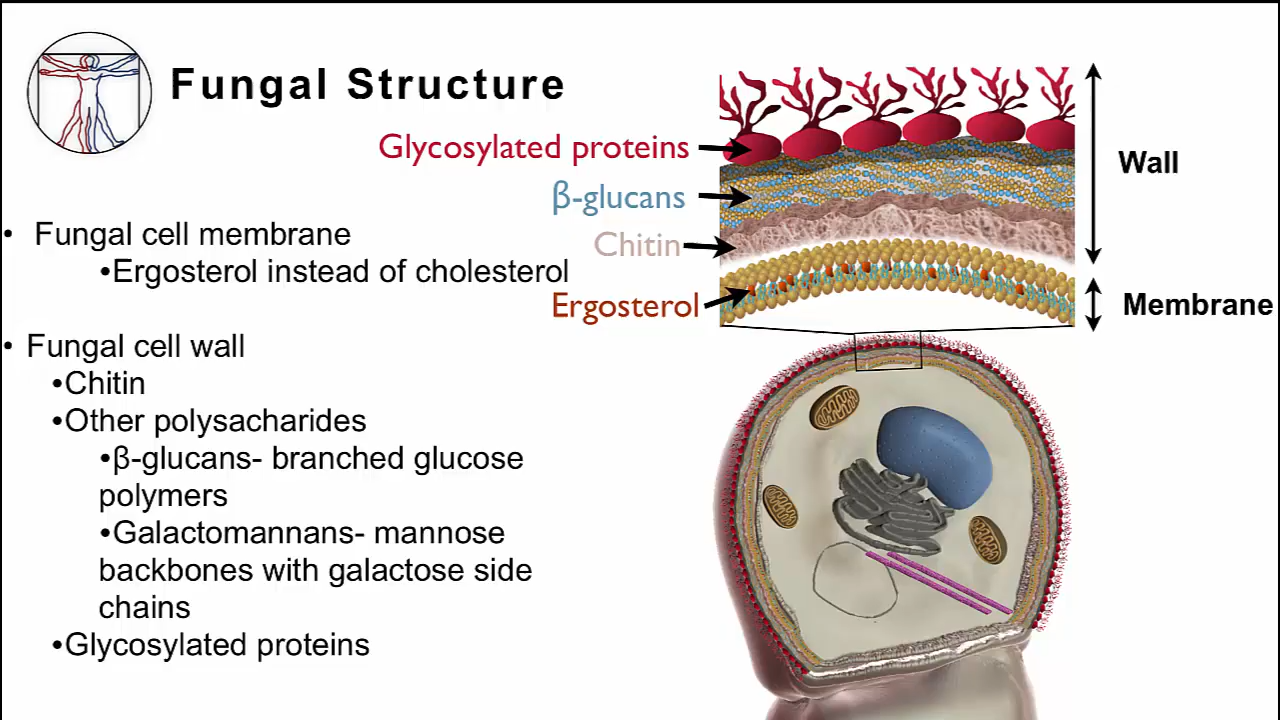 Fungal Structure
Glycosylated proteins
β-glucans
Chitin
Ergosterol
Wall
Membrane
• Fungal cell membrane
•Ergosterol instead of cholesterol
• Fungal cell wall
•Chitin
•Other polysacharides
•β-glucans- branched glucose
polymers
•Galactomannans- mannose
backbones with galactose side
chains
•Glycosylated proteins